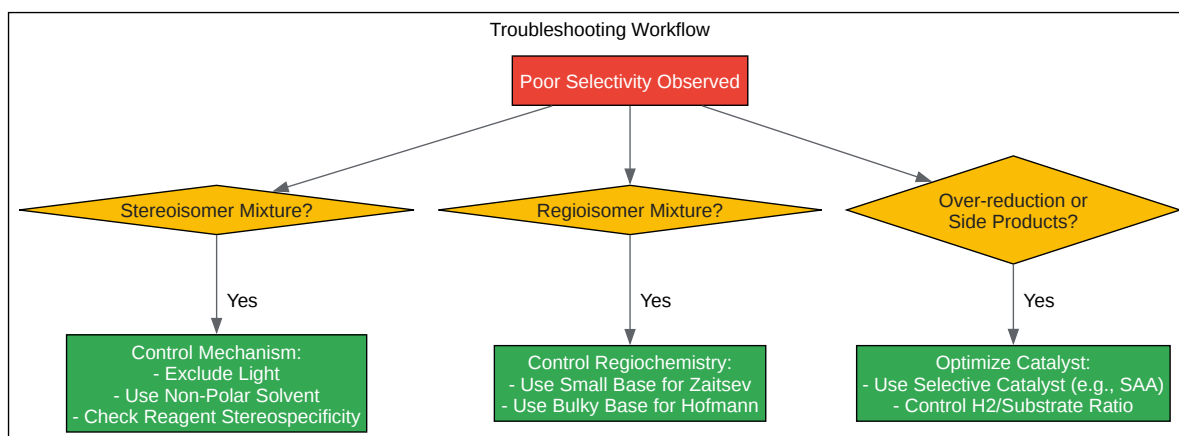 Troubleshooting Workflow
Poor Selectivity Observed
Stereoisomer Mixture?
Regioisomer Mixture?
Over-reduction or
Side Products?
Yes
Yes
Yes
Control Mechanism:
- Exclude Light
- Use Non-Polar Solvent
- Check Reagent Stereospecificity
Control Regiochemistry:
- Use Small Base for Zaitsev
- Use Bulky Base for Hofmann
Optimize Catalyst:
- Use Selective Catalyst (e.g., SAA)
- Control H2/Substrate Ratio